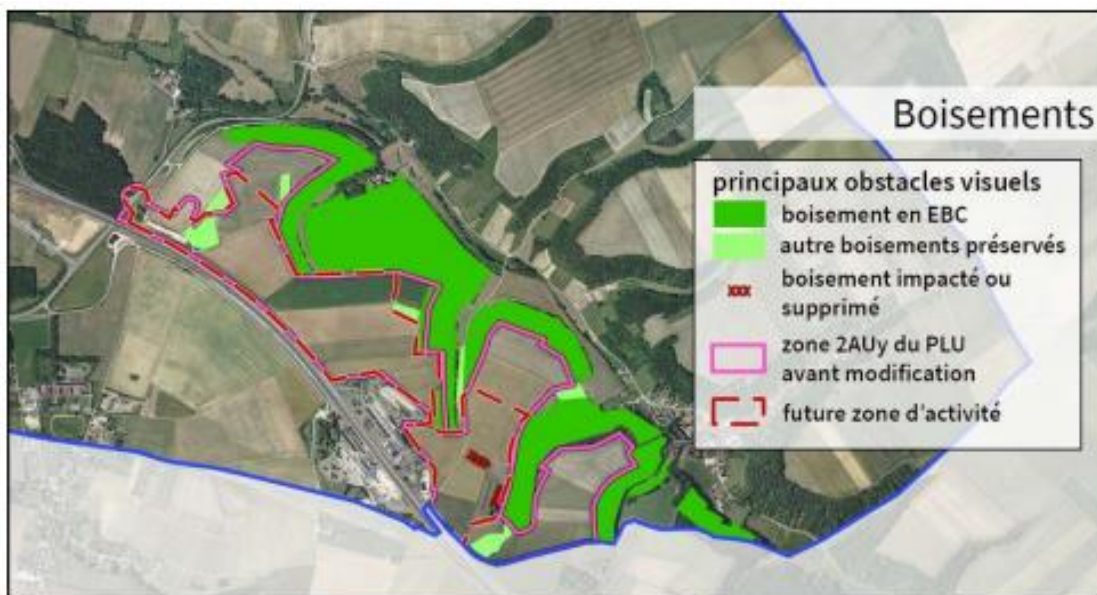 Boisements
principaux obstacles visuels
boisement en EBC
autre boisements préservés
boisement impacté ou
supprimé
zone 2AUy du PLU
avant modification
future zone d'activité